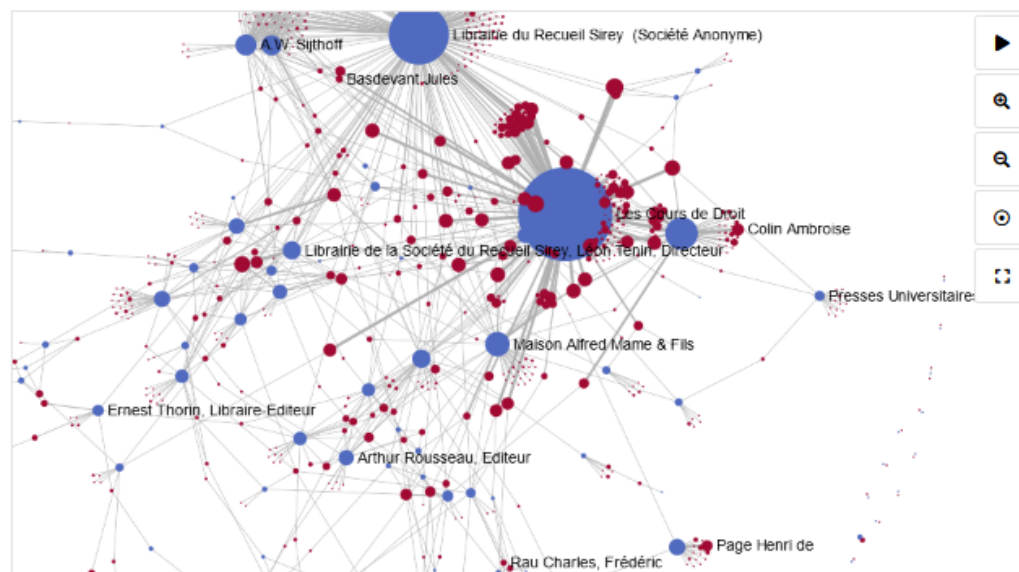 Librairie du Recueil Sirey (Société Anonyme)
A.W. Sijthoff
Basdevant Jules
Les Cours de Droit
Colin Ambroise
Librairie de la Société du Recueil Sirey, Léon Tenin, Directeur
Presses Universitaires
Maison Alfred Mame & Fils
Ernest Thorin, Libraire-Editeur
Arthur Rousseau, Editeur
Page Henri de
Rau Charles, Frédéric